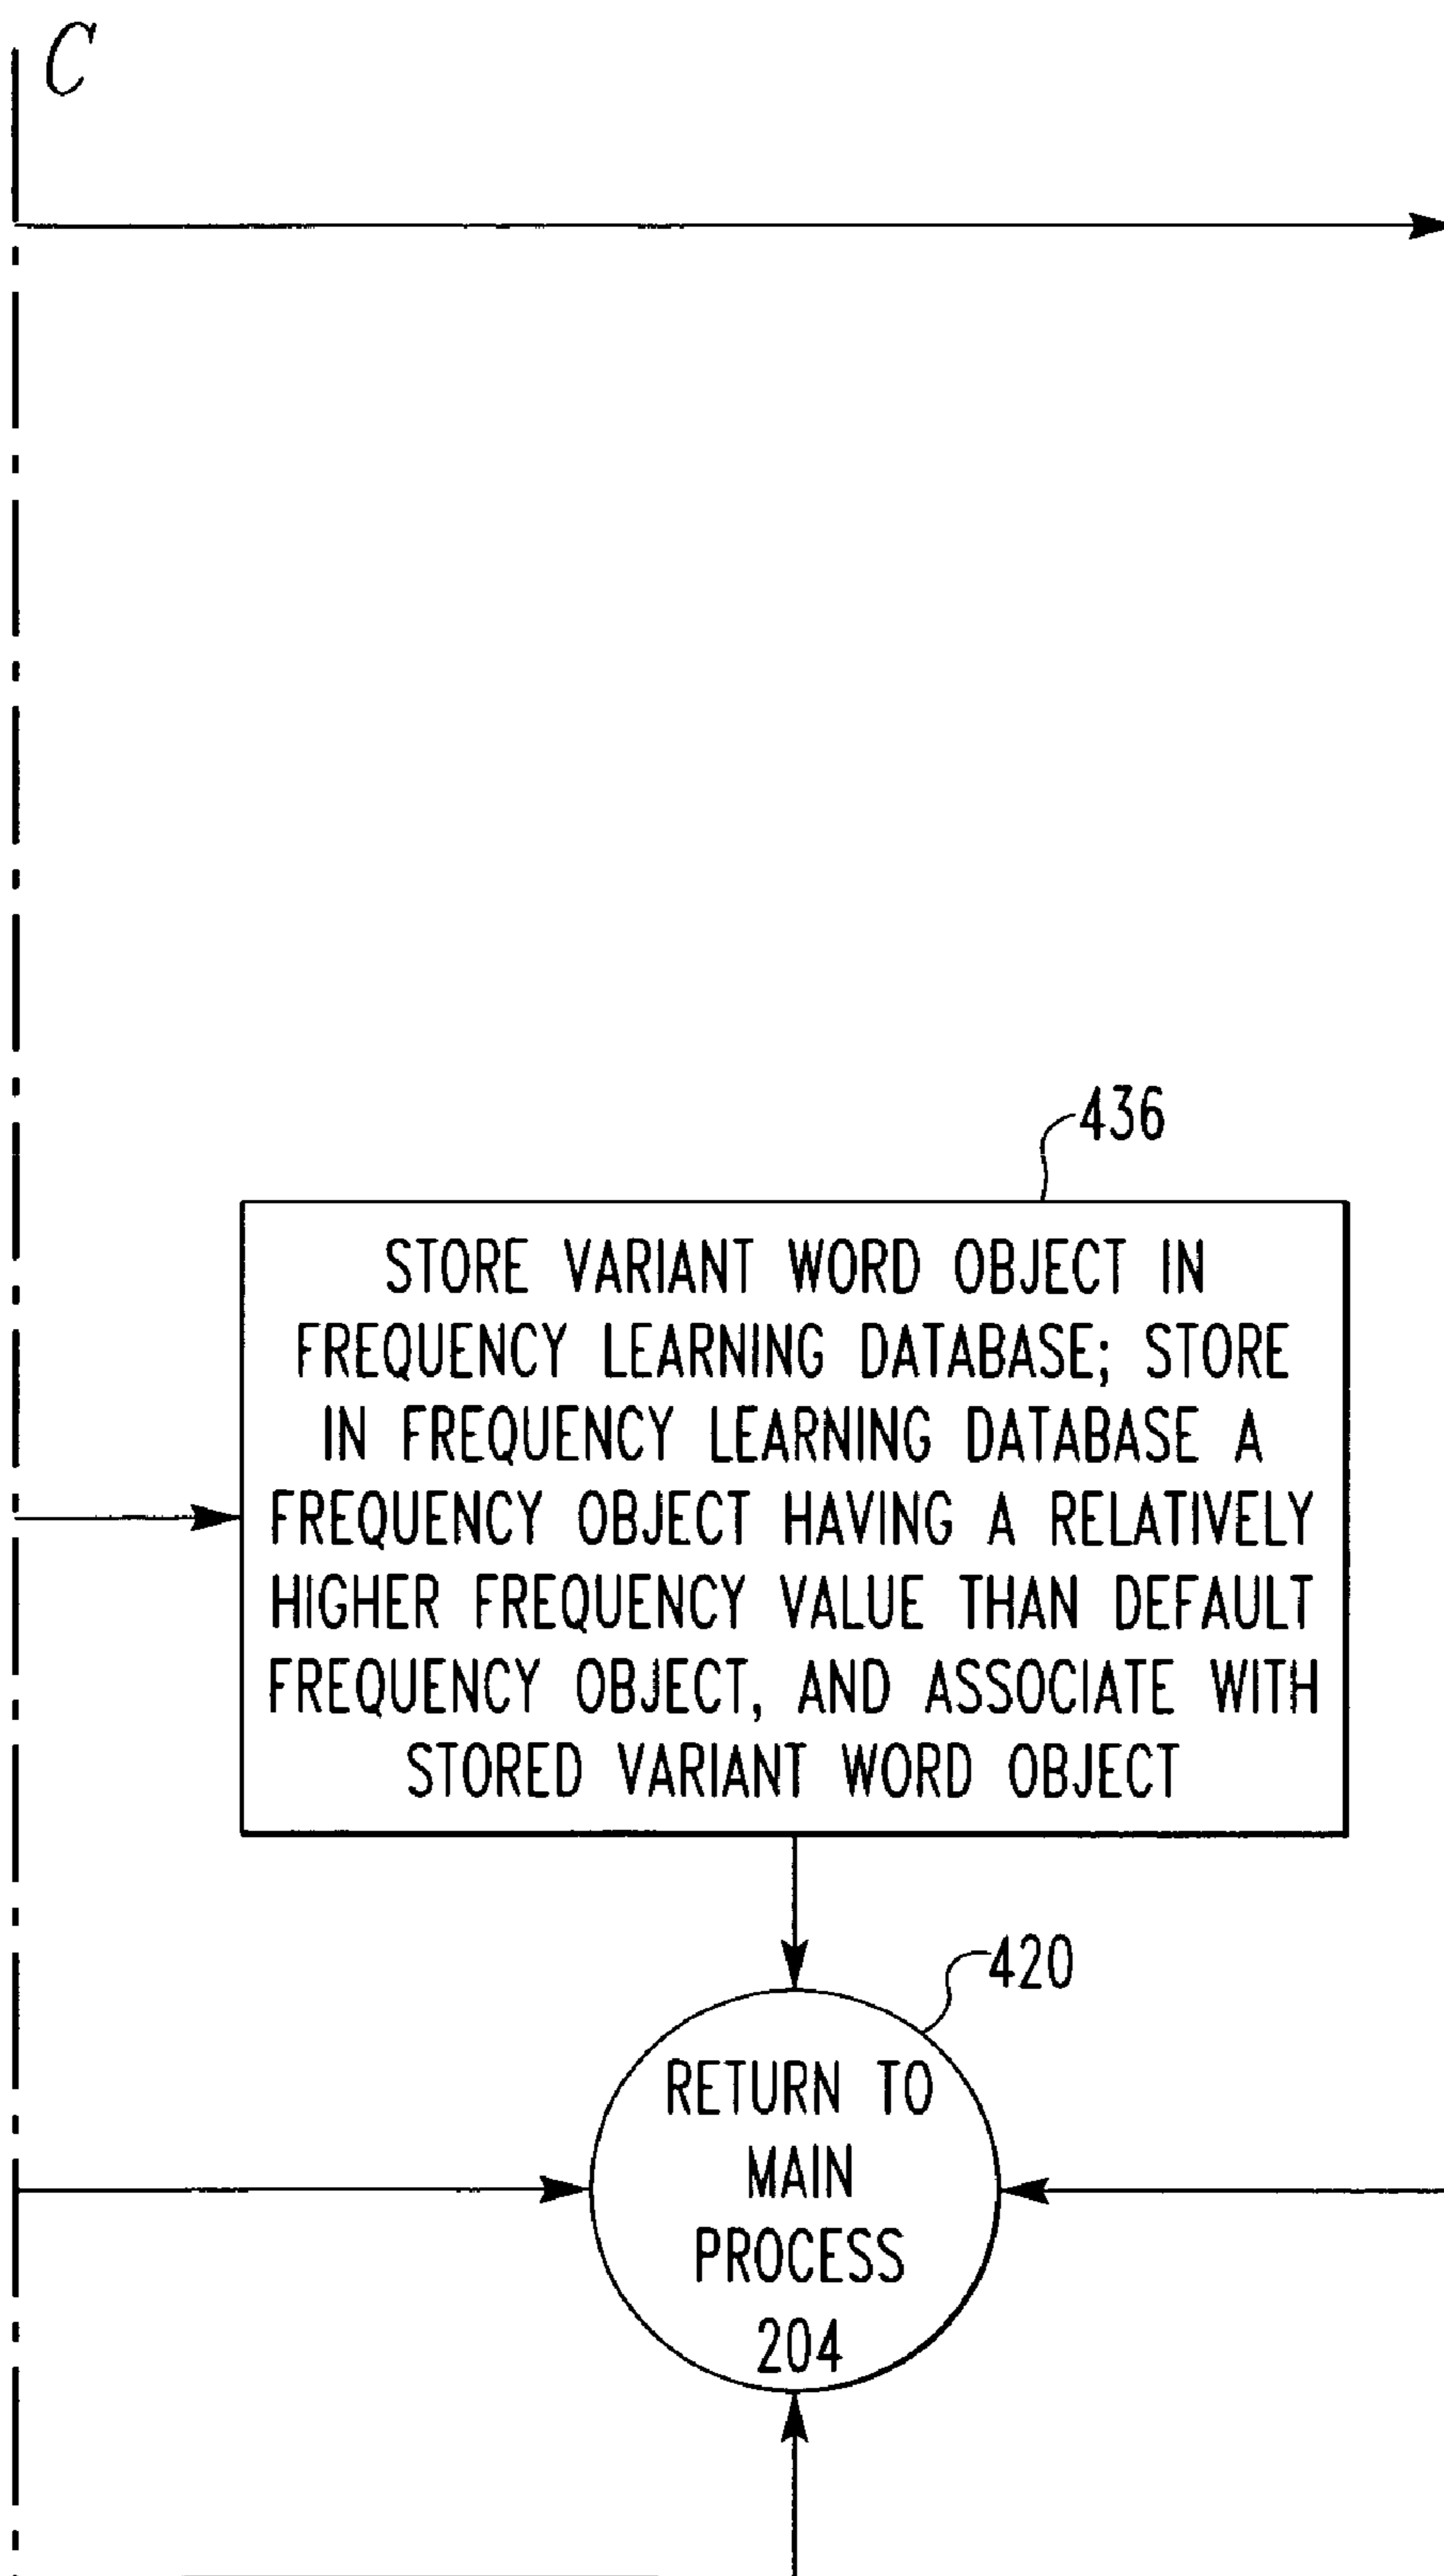 C
436
STORE VARIANT WORD OBJECT IN
FREQUENCY LEARNING DATABASE; STORE
IN FREQUENCY LEARNING DATABASE A
FREQUENCY OBJECT HAVING A RELATIVELY
HIGHER FREQUENCY VALUE THAN DEFAULT
FREQUENCY OBJECT, AND ASSOCIATE WITH
STORED VARIANT WORD OBJECT
420
RETURN TO
MAIN
PROCESS
204